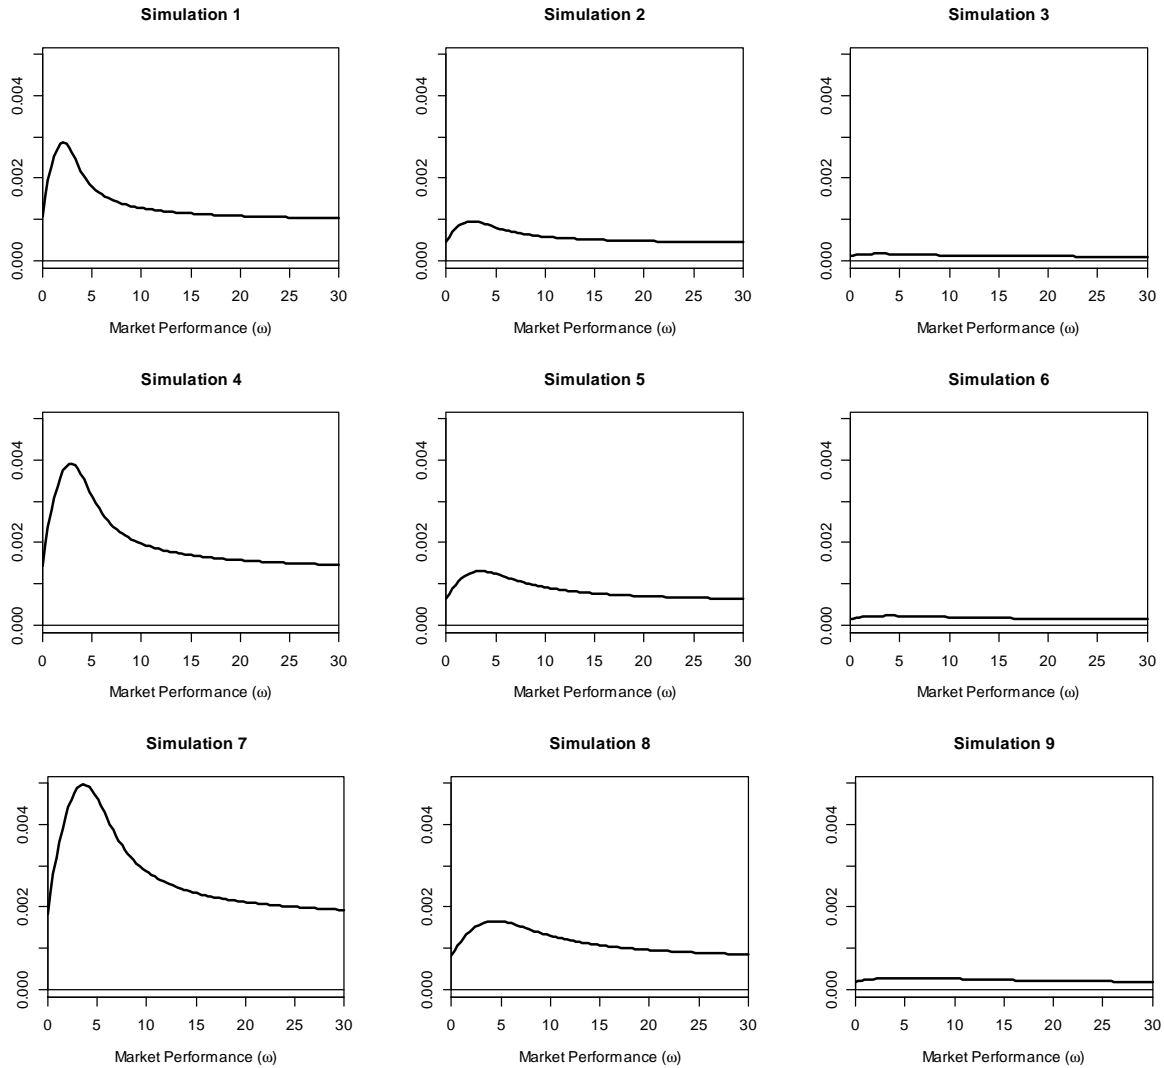 Simulation 1
0.000 0.002 0.004
0 5 10 15 20 25 30
Market Performance (ω)
Simulation 2
0.000 0.002 0.004
0 5 10 15 20 25 30
Market Performance (ω)
Simulation 3
0.000 0.002 0.004
0 5 10 15 20 25 30
Market Performance (ω)
Simulation 4
0.000 0.002 0.004
0 5 10 15 20 25 30
Market Performance (ω)
Simulation 5
0.000 0.002 0.004
0 5 10 15 20 25 30
Market Performance (ω)
Simulation 6
0.000 0.002 0.004
0 5 10 15 20 25 30
Market Performance (ω)
Simulation 7
0.000 0.002 0.004
0 5 10 15 20 25 30
Market Performance (ω)
Simulation 8
0.000 0.002 0.004
0 5 10 15 20 25 30
Market Performance (ω)
Simulation 9
0.000 0.002 0.004
0 5 10 15 20 25 30
Market Performance (ω)